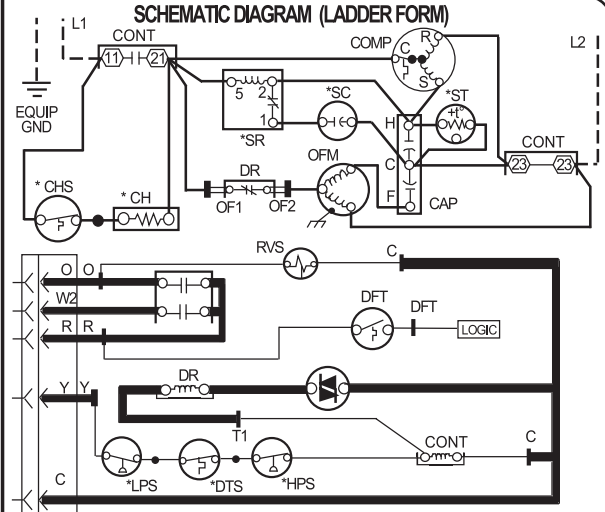 SCHEMATIC DIAGRAM (LADDER FORM)
L1
CONT
11
21
COMP
R
C
S
L2
EQUIP
GND
5
2
1
*SR
*SC
*ST
+t°
H
C
F
CAP
CONT
23
23
OFM
DR
OF1
OF2
* CHS
* CH
O O
W2
R R
RVS
C
DFT
DFT
LOGIC
Y Y
DR
T1
CONT
C
*LPS
*DTS
*HPS
C